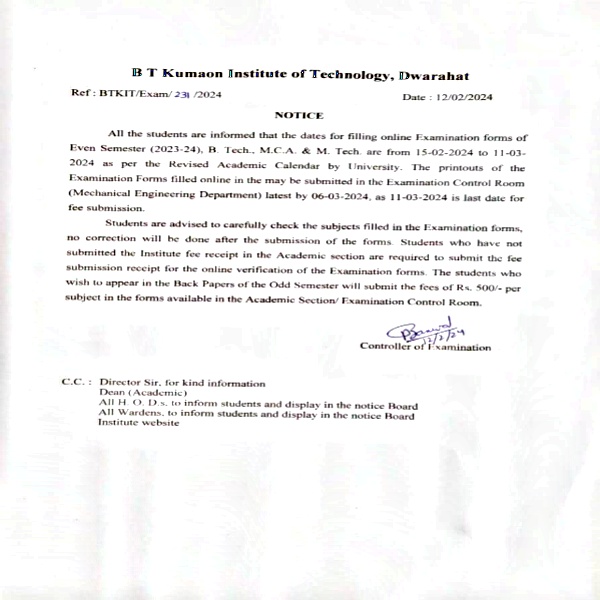 B T Kumaon Institute of Technology, Dwarahat
Ref : BTKIT/Exam/ 231 /2024 Date : 12/02/2024
NOTICE
All the students are informed that the dates for filling online Examination forms of
Even Semester (2023-24), B. Tech., M.C.A. & M. Tech. are from 15-02-2024 to 11-03-
2024 as per the Revised Academic Calendar by University. The printouts of the
Examination Forms filled online in the may be submitted in the Examination Control Room
(Mechanical Engineering Department) latest by 06-03-2024, as 11-03-2024 is last date for
fee submission.
Students are advised to carefully check the subjects filled in the Examination forms,
no correction will be done after the submission of the forms. Students who have not
submitted the Institute fee receipt in the Academic section are required to submit the fee
submission receipt for the online verification of the Examination forms. The students who
wish to appear in the Back Papers of the Odd Semester will submit the fees of Rs. 500/- per
subject in the forms available in the Academic Section/ Examination Control Room.
12/2/24
Controller of Examination
C.C. : Director Sir, for kind information
Dean (Academic)
All H. O. D.s. to inform students and display in the notice Board
All Wardens, to inform students and display in the notice Board
Institute website